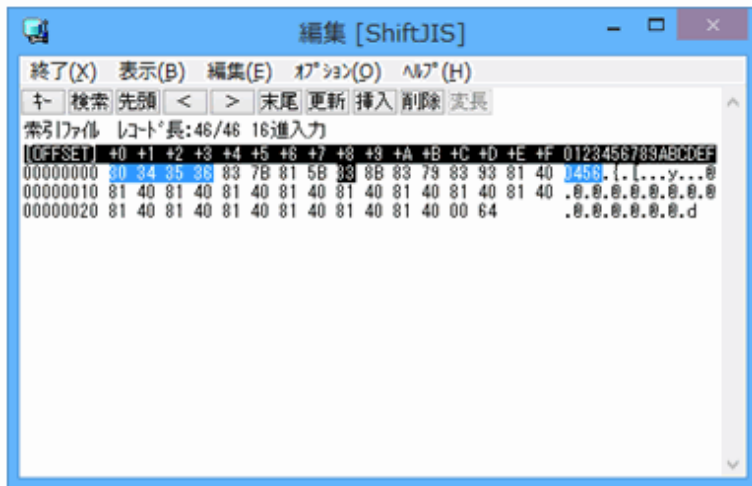 編集 [ShiftJIS]
終了(X) 表示(B) 編集(E) ｵﾌﾟｼｮﾝ(O) ﾍﾙﾌﾟ(H)
ｷｰ 検索 先頭 < > 末尾 更新 挿入 削除 変長
索引ﾌｧｲﾙ ﾚｺｰﾄﾞ長:46/46 16進入力
[OFFSET] +0 +1 +2 +3 +4 +5 +6 +7 +8 +9 +A +B +C +D +E +F 0123456789ABCDEF
00000000 30 34 35 36 83 7B 81 5B 83 8B 83 79 83 93 81 40 0456.{.[...y...@
00000010 81 40 81 40 81 40 81 40 81 40 81 40 81 40 81 40 .@.@.@.@.@.@.@.@
00000020 81 40 81 40 81 40 81 40 81 40 81 40 00 64 .@.@.@.@.@.@.d